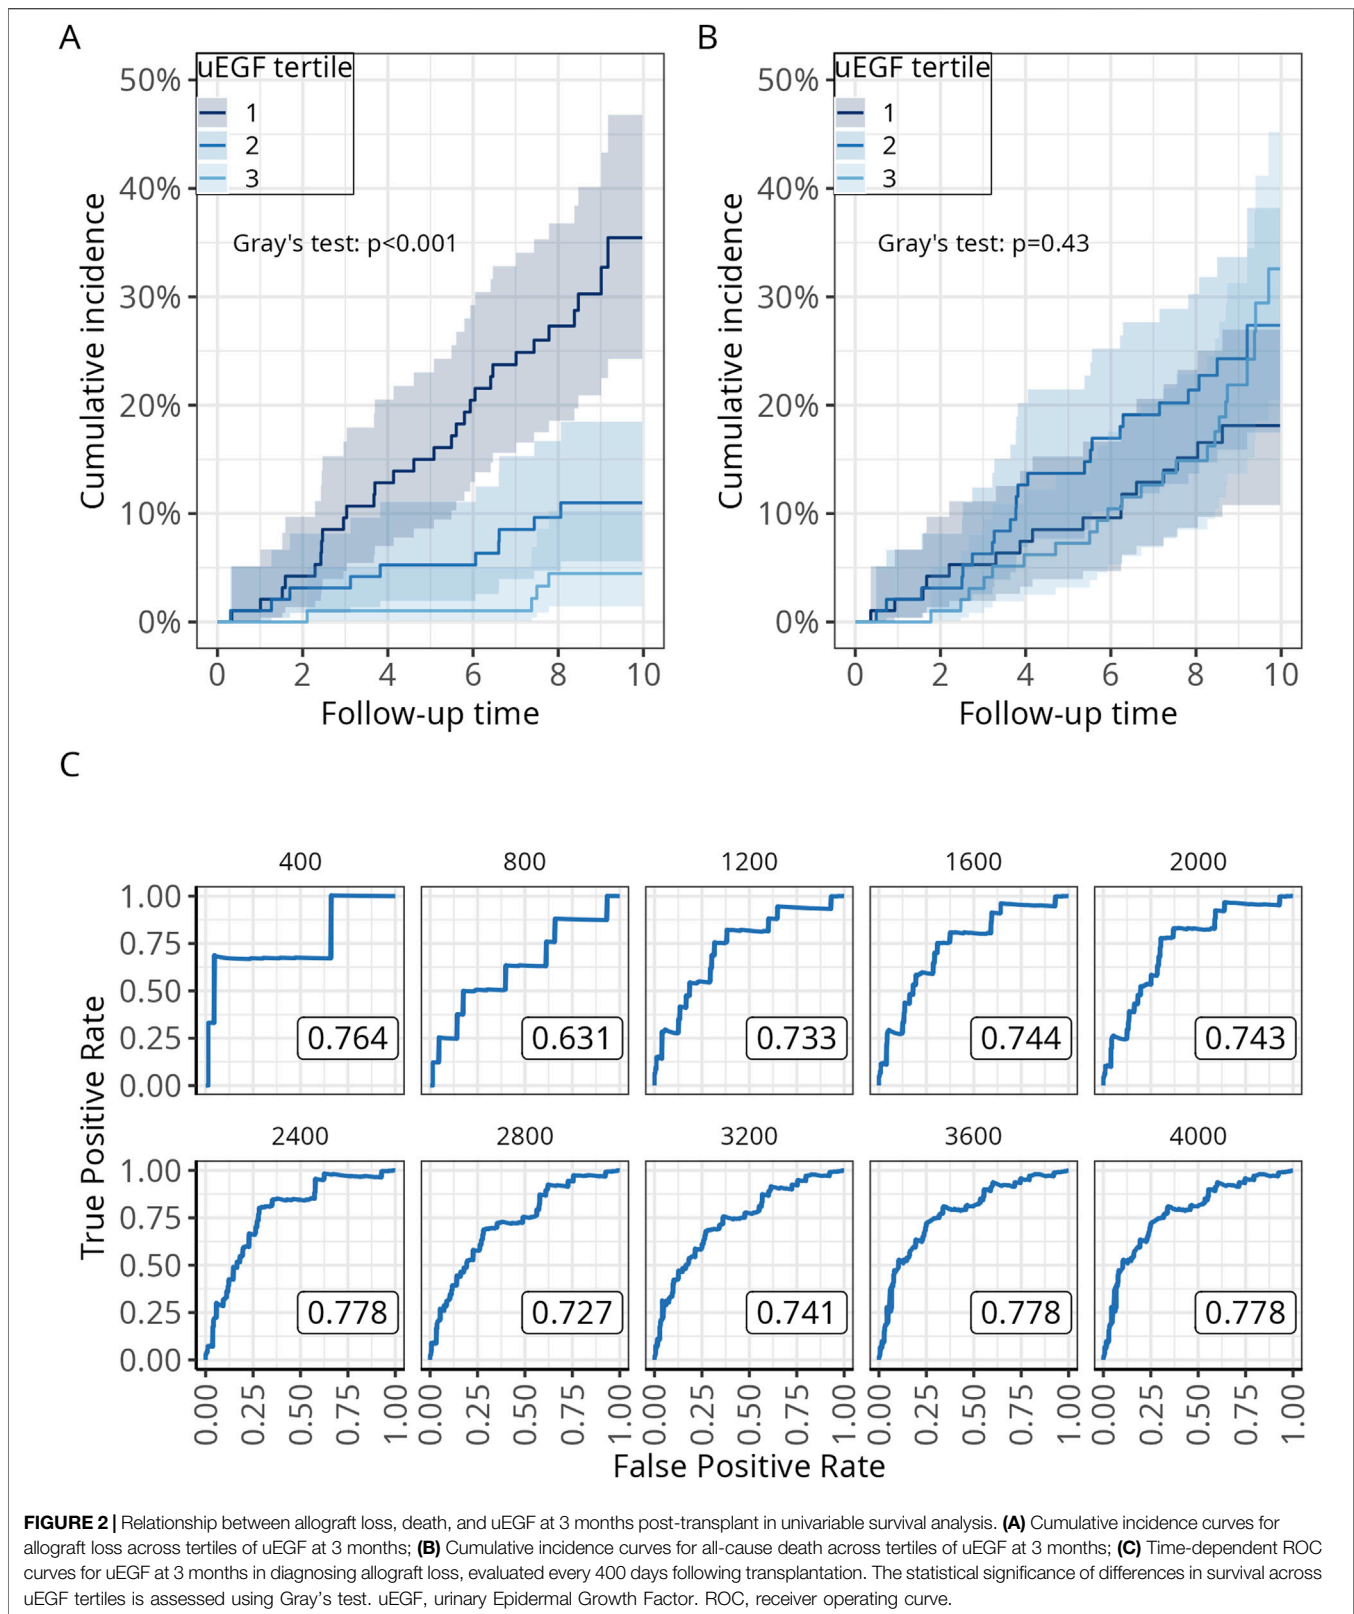 A
uEGF tertile
1
2
3
50%
40%
30%
20%
10%
0%
Cumulative incidence
Gray's test: p<0.001
0 2 4 6 8 10
Follow-up time
B
uEGF tertile
1
2
3
50%
40%
30%
20%
10%
0%
Cumulative incidence
Gray's test: p=0.43
0 2 4 6 8 10
Follow-up time
C
400 800 1200 1600 2000
1.00
0.75
0.50
0.25
0.00
0.764 0.631 0.733 0.744 0.743
True Positive Rate
2400 2800 3200 3600 4000
1.00
0.75
0.50
0.25
0.00
0.778 0.727 0.741 0.778 0.778
0.00 0.25 0.50 0.75 1.00 0.00 0.25 0.50 0.75 1.00 0.00 0.25 0.50 0.75 1.00 0.00 0.25 0.50 0.75 1.00 0.00 0.25 0.50 0.75 1.00
False Positive Rate
FIGURE 2 | Relationship between allograft loss, death, and uEGF at 3 months post-transplant in univariable survival analysis. (A) Cumulative incidence curves for
allograft loss across tertiles of uEGF at 3 months; (B) Cumulative incidence curves for all-cause death across tertiles of uEGF at 3 months; (C) Time-dependent ROC
curves for uEGF at 3 months in diagnosing allograft loss, evaluated every 400 days following transplantation. The statistical significance of differences in survival across
uEGF tertiles is assessed using Gray's test. uEGF, urinary Epidermal Growth Factor. ROC, receiver operating curve.